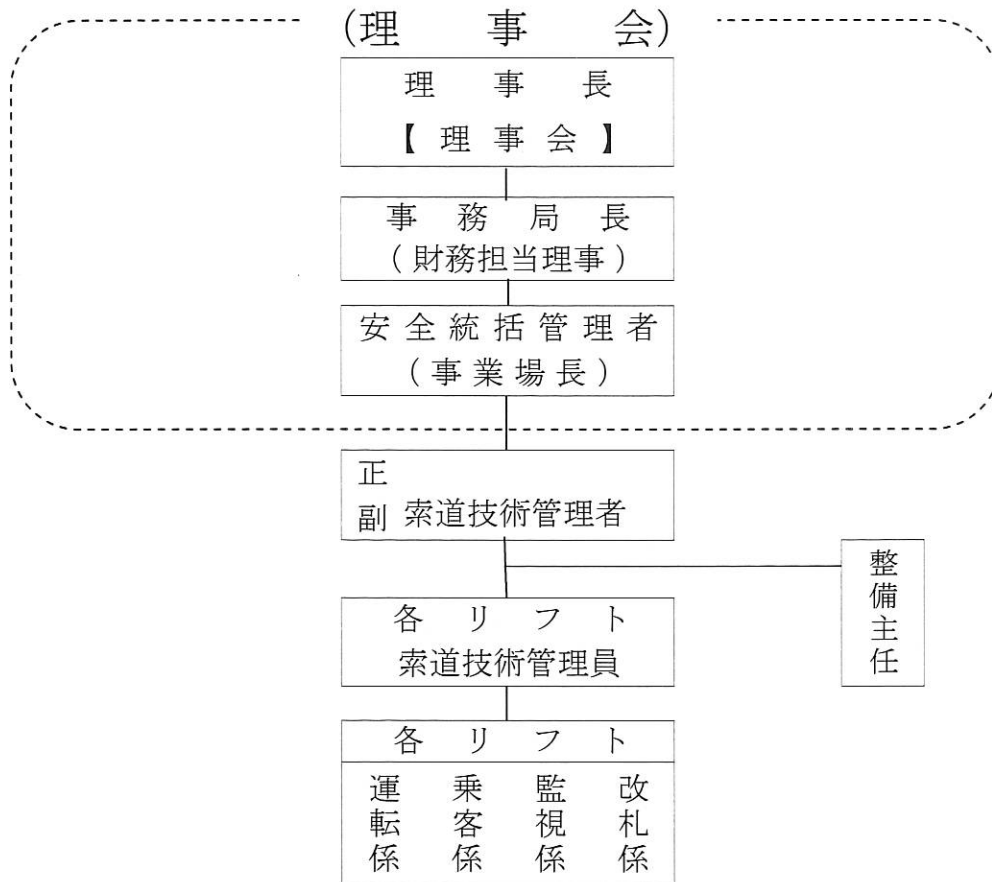 (理事会)
理事長
【理事会】
事務局長
(財務担当理事)
安全統括管理者
(事業場長)
正
副 索道技術管理者
整備主任
各リフト
索道技術管理員
各リフト
運転係
乗客係
監視係
改札係